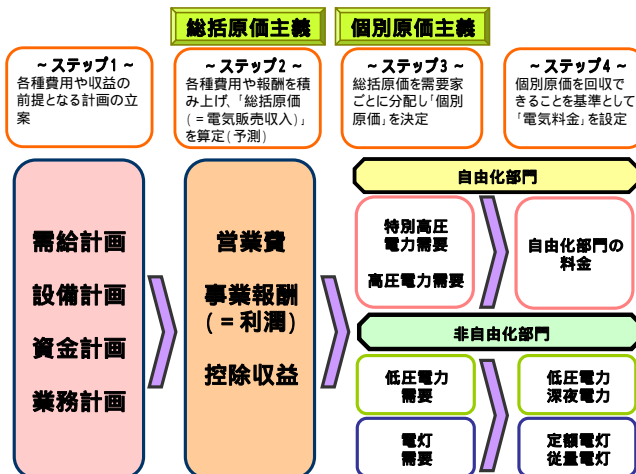 総括原価主義
個別原価主義
~ ステップ1 ~
各種費用や収益の
前提となる計画の立
案
~ ステップ2 ~
各種費用や報酬を積
み上げ、「総括原価
(=電気販売収入)」
を算定(予測)
~ ステップ3 ~
総括原価を需要家
ごとに分配し「個別
原価」を決定
~ ステップ4 ~
個別原価を回収で
きることを基準として
「電気料金」を設定
需給計画
設備計画
資金計画
業務計画
営業費
事業報酬
(=利潤)
控除収益
自由化部門
特別高圧
電力需要
高圧電力需要
自由化部門の
料金
非自由化部門
低圧電力
需要
低圧電力
深夜電力
電灯
需要
定額電灯
従量電灯